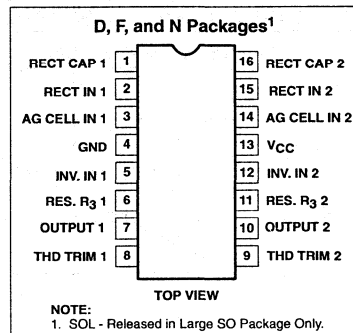 D, F, and N Packages1
RECT CAP 1 1 16 RECT CAP 2
RECT IN 1 2 15 RECT IN 2
AG CELL IN 1 3 14 AG CELL IN 2
GND 4 13 VCC
INV. IN 1 5 12 INV. IN 2
RES. R3 1 6 11 RES. R3 2
OUTPUT 1 7 10 OUTPUT 2
THD TRIM 1 8 9 THD TRIM 2
TOP VIEW
NOTE:
1. SOL - Released in Large SO Package Only.